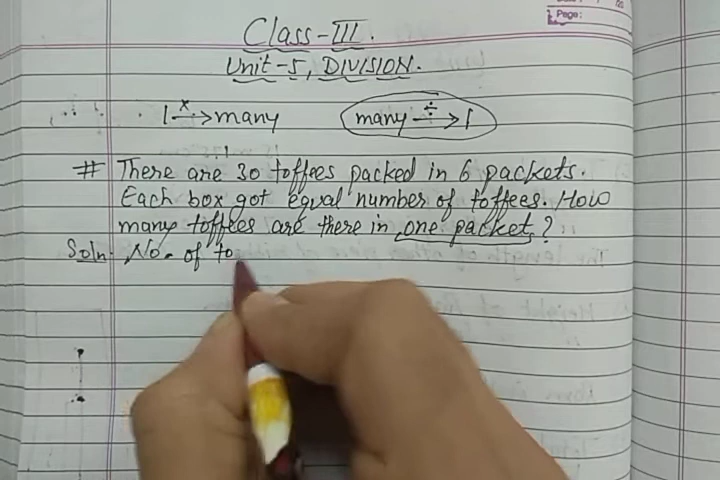 Page:
Class-III.
Unit-5, DIVISION.
1 x→ many
many ÷→ 1
# There are 30 toffees packed in 6 packets.
Each box got equal number of toffees. How
many toffees are there in one packet?
Soln. No. of to